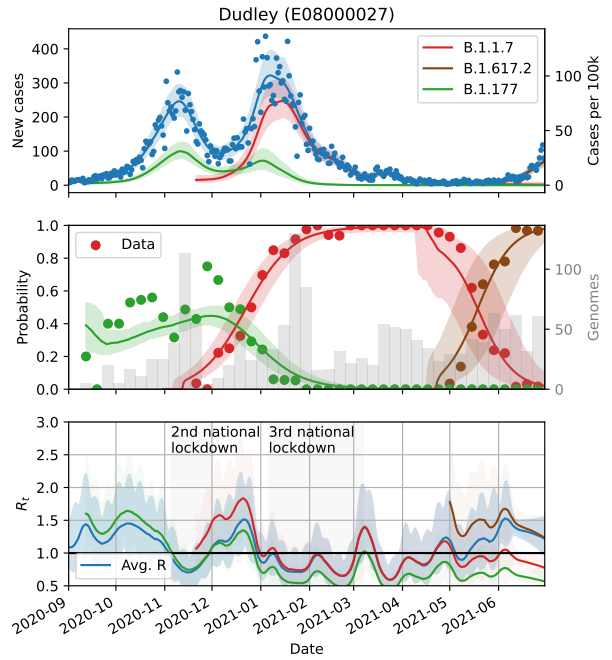 Dudley (E08000027)
400
300
200
100
0
New cases
100
50
0
Cases per 100k
B.1.1.7
B.1.617.2
B.1.177
1.0
0.8
0.6
0.4
0.2
0.0
Probability
Data
100
50
0
Genomes
3.0
2.5
2.0
1.5
1.0
0.5
Rt
2nd national
lockdown
3rd national
lockdown
Avg. R
2020-09
2020-10
2020-11
2020-12
2021-01
2021-02
2021-03
2021-04
2021-05
2021-06
Date